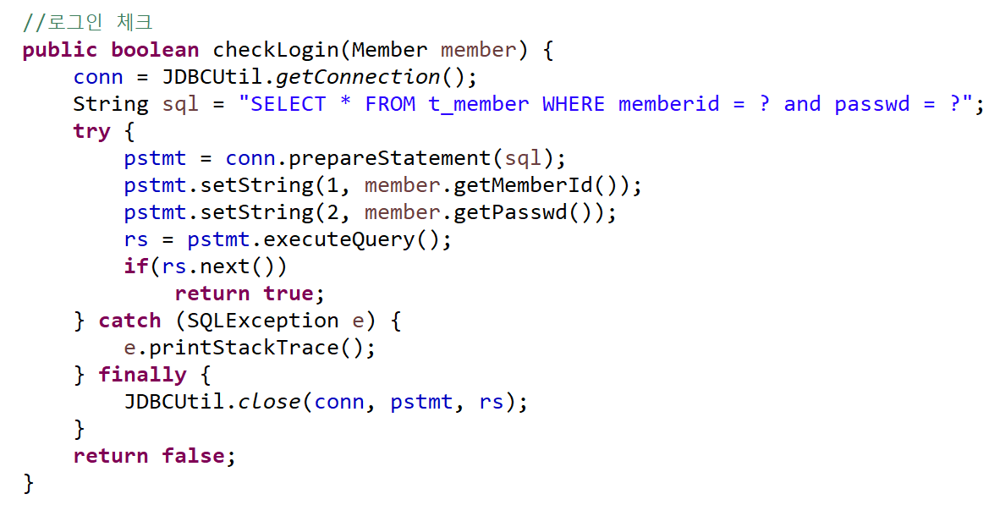 //로그인 체크
public boolean checkLogin(Member member) {
    conn = JDBCUtil.getConnection();
    String sql = "SELECT * FROM t_member WHERE memberid = ? and passwd = ?";
    try {
        pstmt = conn.prepareStatement(sql);
        pstmt.setString(1, member.getMemberId());
        pstmt.setString(2, member.getPasswd());
        rs = pstmt.executeQuery();
        if(rs.next())
            return true;
    } catch (SQLException e) {
        e.printStackTrace();
    } finally {
        JDBCUtil.close(conn, pstmt, rs);
    }
    return false;
}